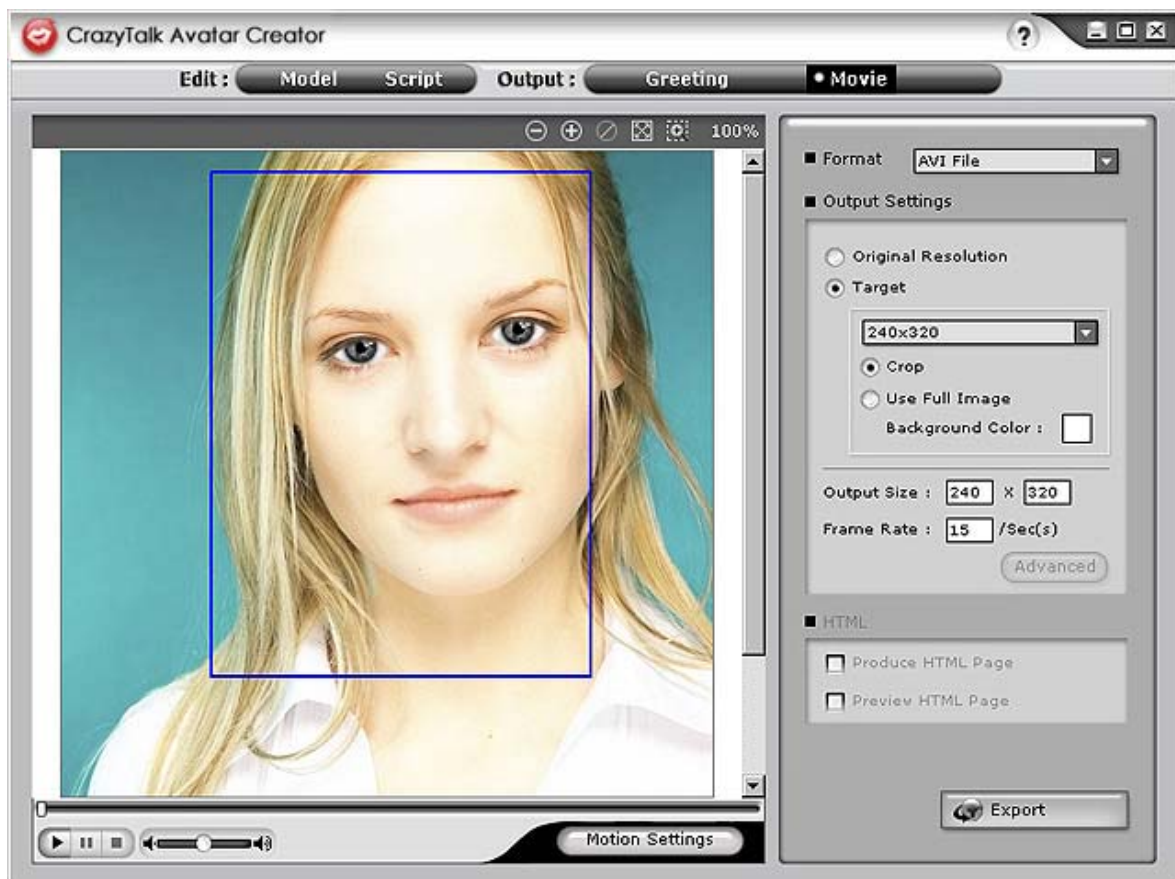 CrazyTalk Avatar Creator
?
Edit : Model Script Output : Greeting Movie
100%
Format AVI File
Output Settings
Original Resolution
Target
240x320
Crop
Use Full Image
Background Color :
Output Size : 240 X 320
Frame Rate : 15 /Sec(s)
Advanced
HTML
Produce HTML Page
Preview HTML Page
Export
Motion Settings